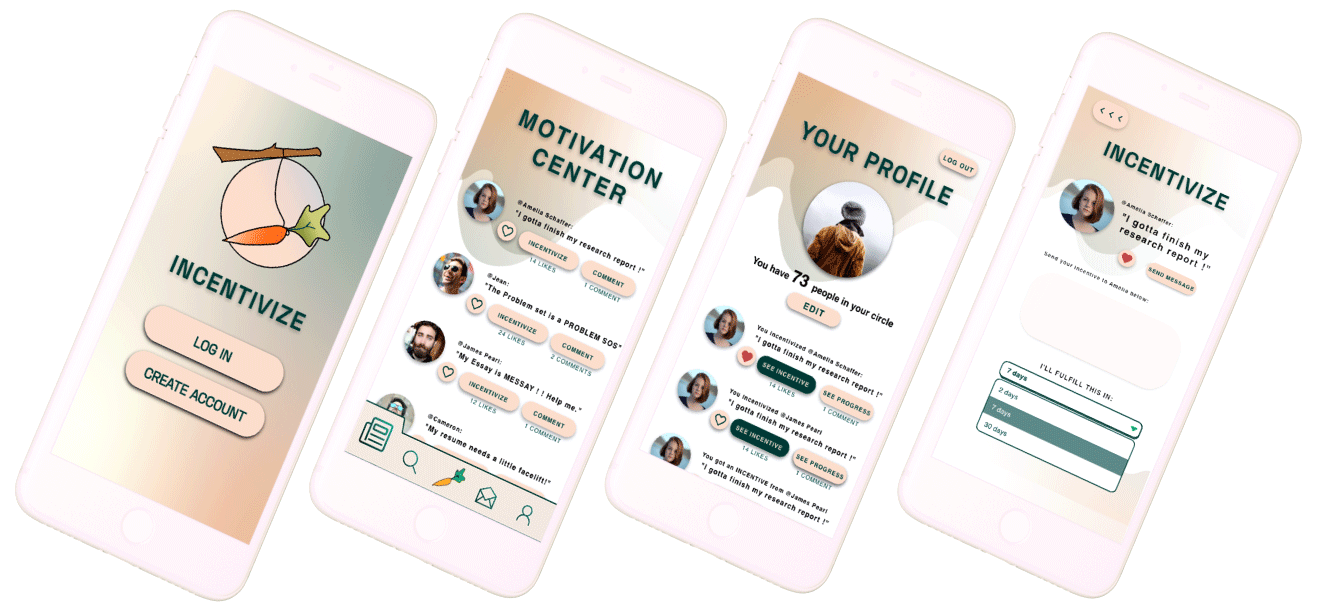 INCENTIVIZE
LOG IN
CREATE ACCOUNT
MOTIVATION
CENTER
@Amelia Schaffer:
"I gotta finish my research report !"
INCENTIVIZE
COMMENT
14 LIKES
1 COMMENT
@Jean:
"The Problem set is a PROBLEM SOS"
INCENTIVIZE
COMMENT
24 LIKES
2 COMMENTS
@James Pearl:
"My Essay is MESSAY ! ! Help me."
INCENTIVIZE
COMMENT
12 LIKES
1 COMMENT
@Cameron:
"My resume needs a little facelift!"
YOUR PROFILE
LOG OUT
You have 73 people in your circle
EDIT
You Incentivized @Amelia Schaffer:
"I gotta finish my research report !"
SEE INCENTIVE
SEE PROGRESS
14 LIKES
1 COMMENT
You Incentivized @James Pearl
"I gotta finish my research report !"
SEE INCENTIVE
SEE PROGRESS
14 LIKES
1 COMMENT
You got an INCENTIVE from @James Pearl
"I gotta finish my research report !"
< < <
INCENTIVIZE
@Amelia Schaffer:
"I gotta finish my
research report !"
SEND MESSAGE
Send your Incentive to Amelia below:
I'LL FULFILL THIS IN:
7 days
2 days
7 days
30 days